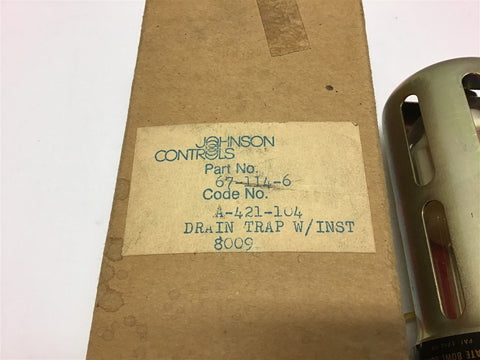 JOHNSON
CONTROLS
Part No.
67-114-6
Code No.
A-421-104
DRAIN TRAP W/INST
8009